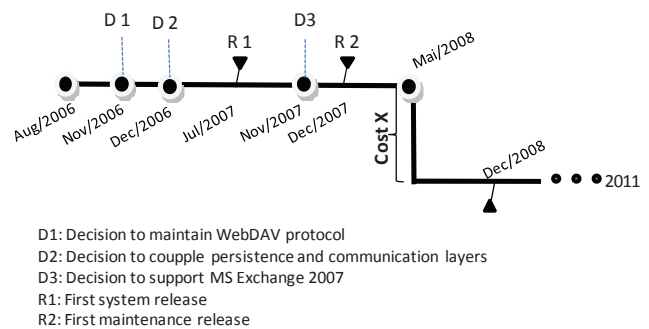 D 1
D 2
D3
R 1
R 2
Mai/2008
Aug/2006
Nov/2006
Dec/2006
Jul/2007
Nov/2007
Dec/2007
Cost X
Dec/2008
2011
D1: Decision to maintain WebDAV protocol
D2: Decision to coupple persistence and communication layers
D3: Decision to support MS Exchange 2007
R1: First system release
R2: First maintenance release